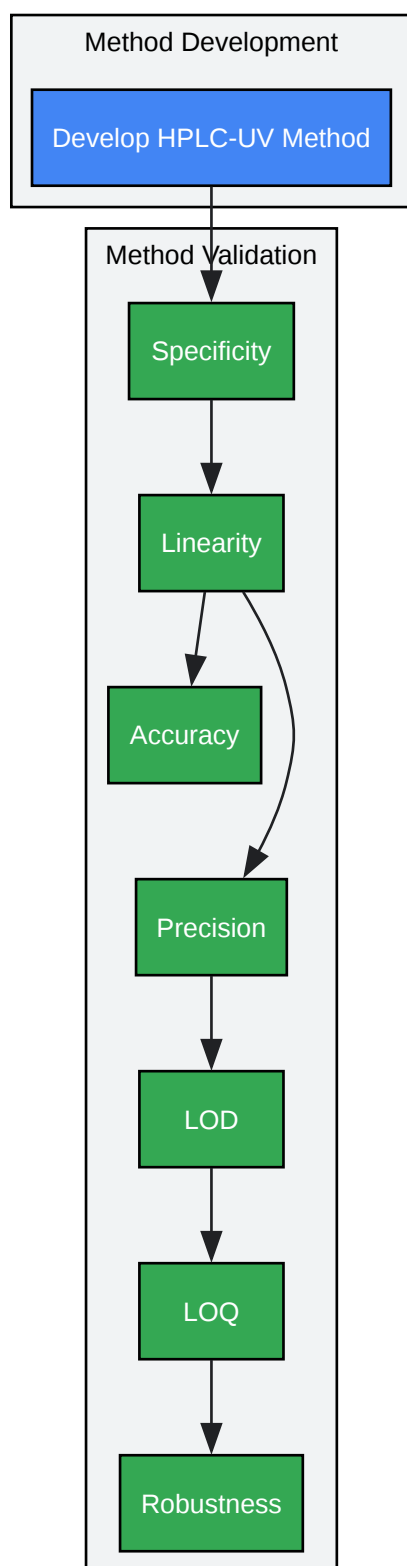 Method Development
Develop HPLC-UV Method
Method Validation
Specificity
Linearity
Accuracy
Precision
LOD
LOQ
Robustness